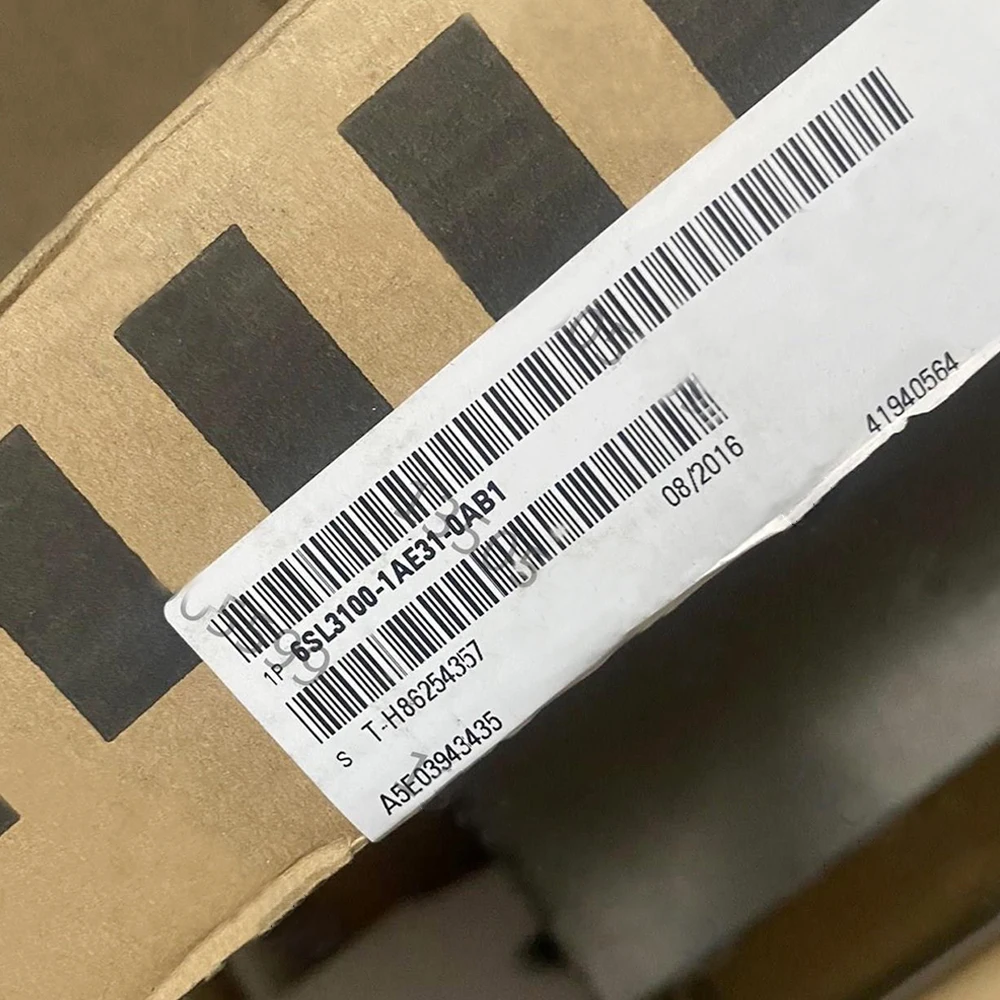 1P 6SL3100-1AE31-0AB1
S T-H86254357 08/2016
A5E03943435 41940564